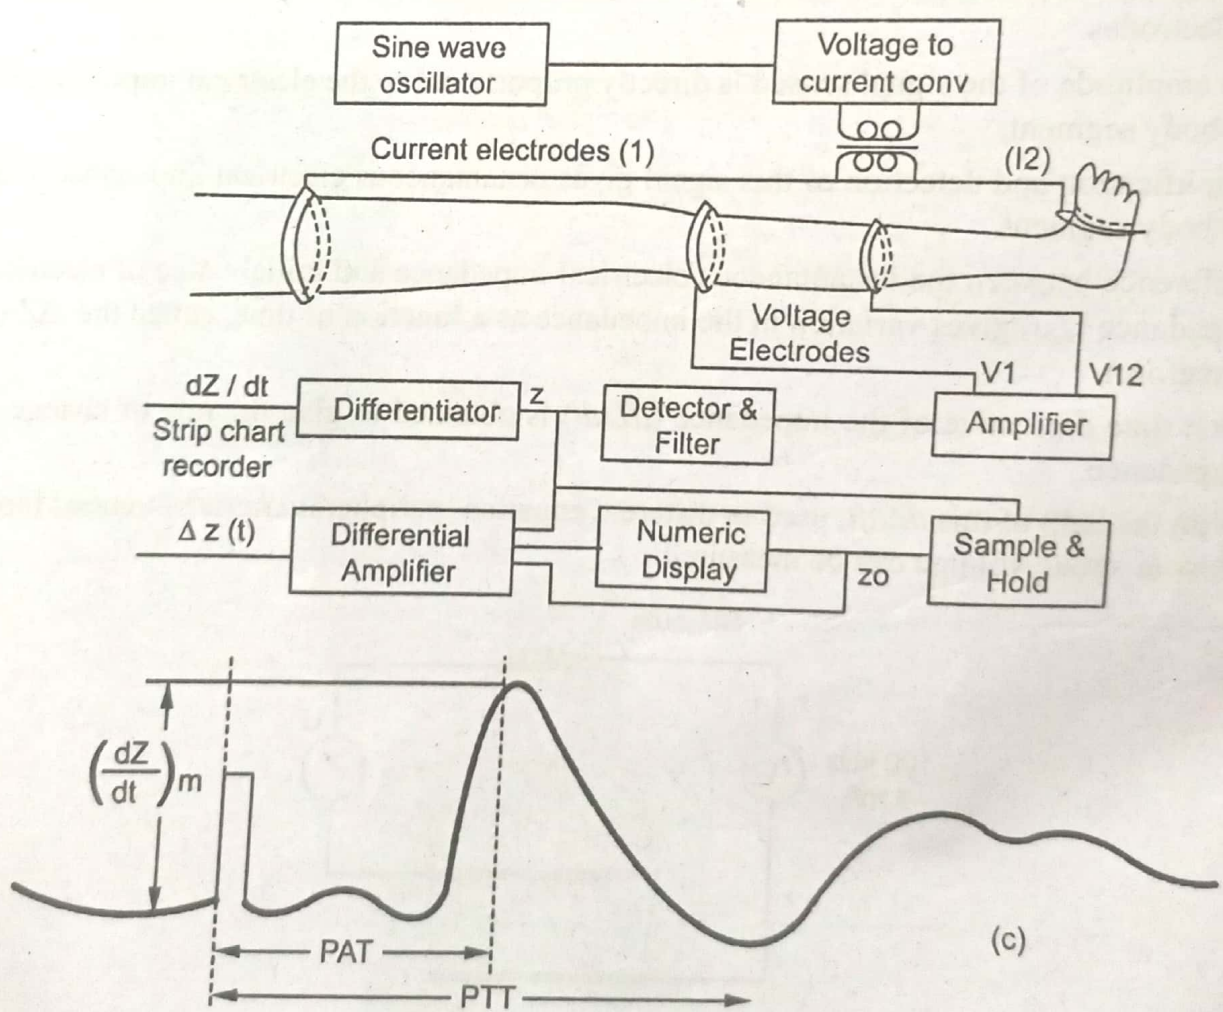 Sine wave
oscillator
Voltage to
current conv
Current electrodes (1)
(I2)
Voltage
Electrodes
V1
V12
dZ / dt
Strip chart
recorder
Differentiator
z
Detector &
Filter
Amplifier
Δ z (t)
Differential
Amplifier
Numeric
Display
zo
Sample &
Hold
(dZ/dt)m
PAT
PTT
(c)